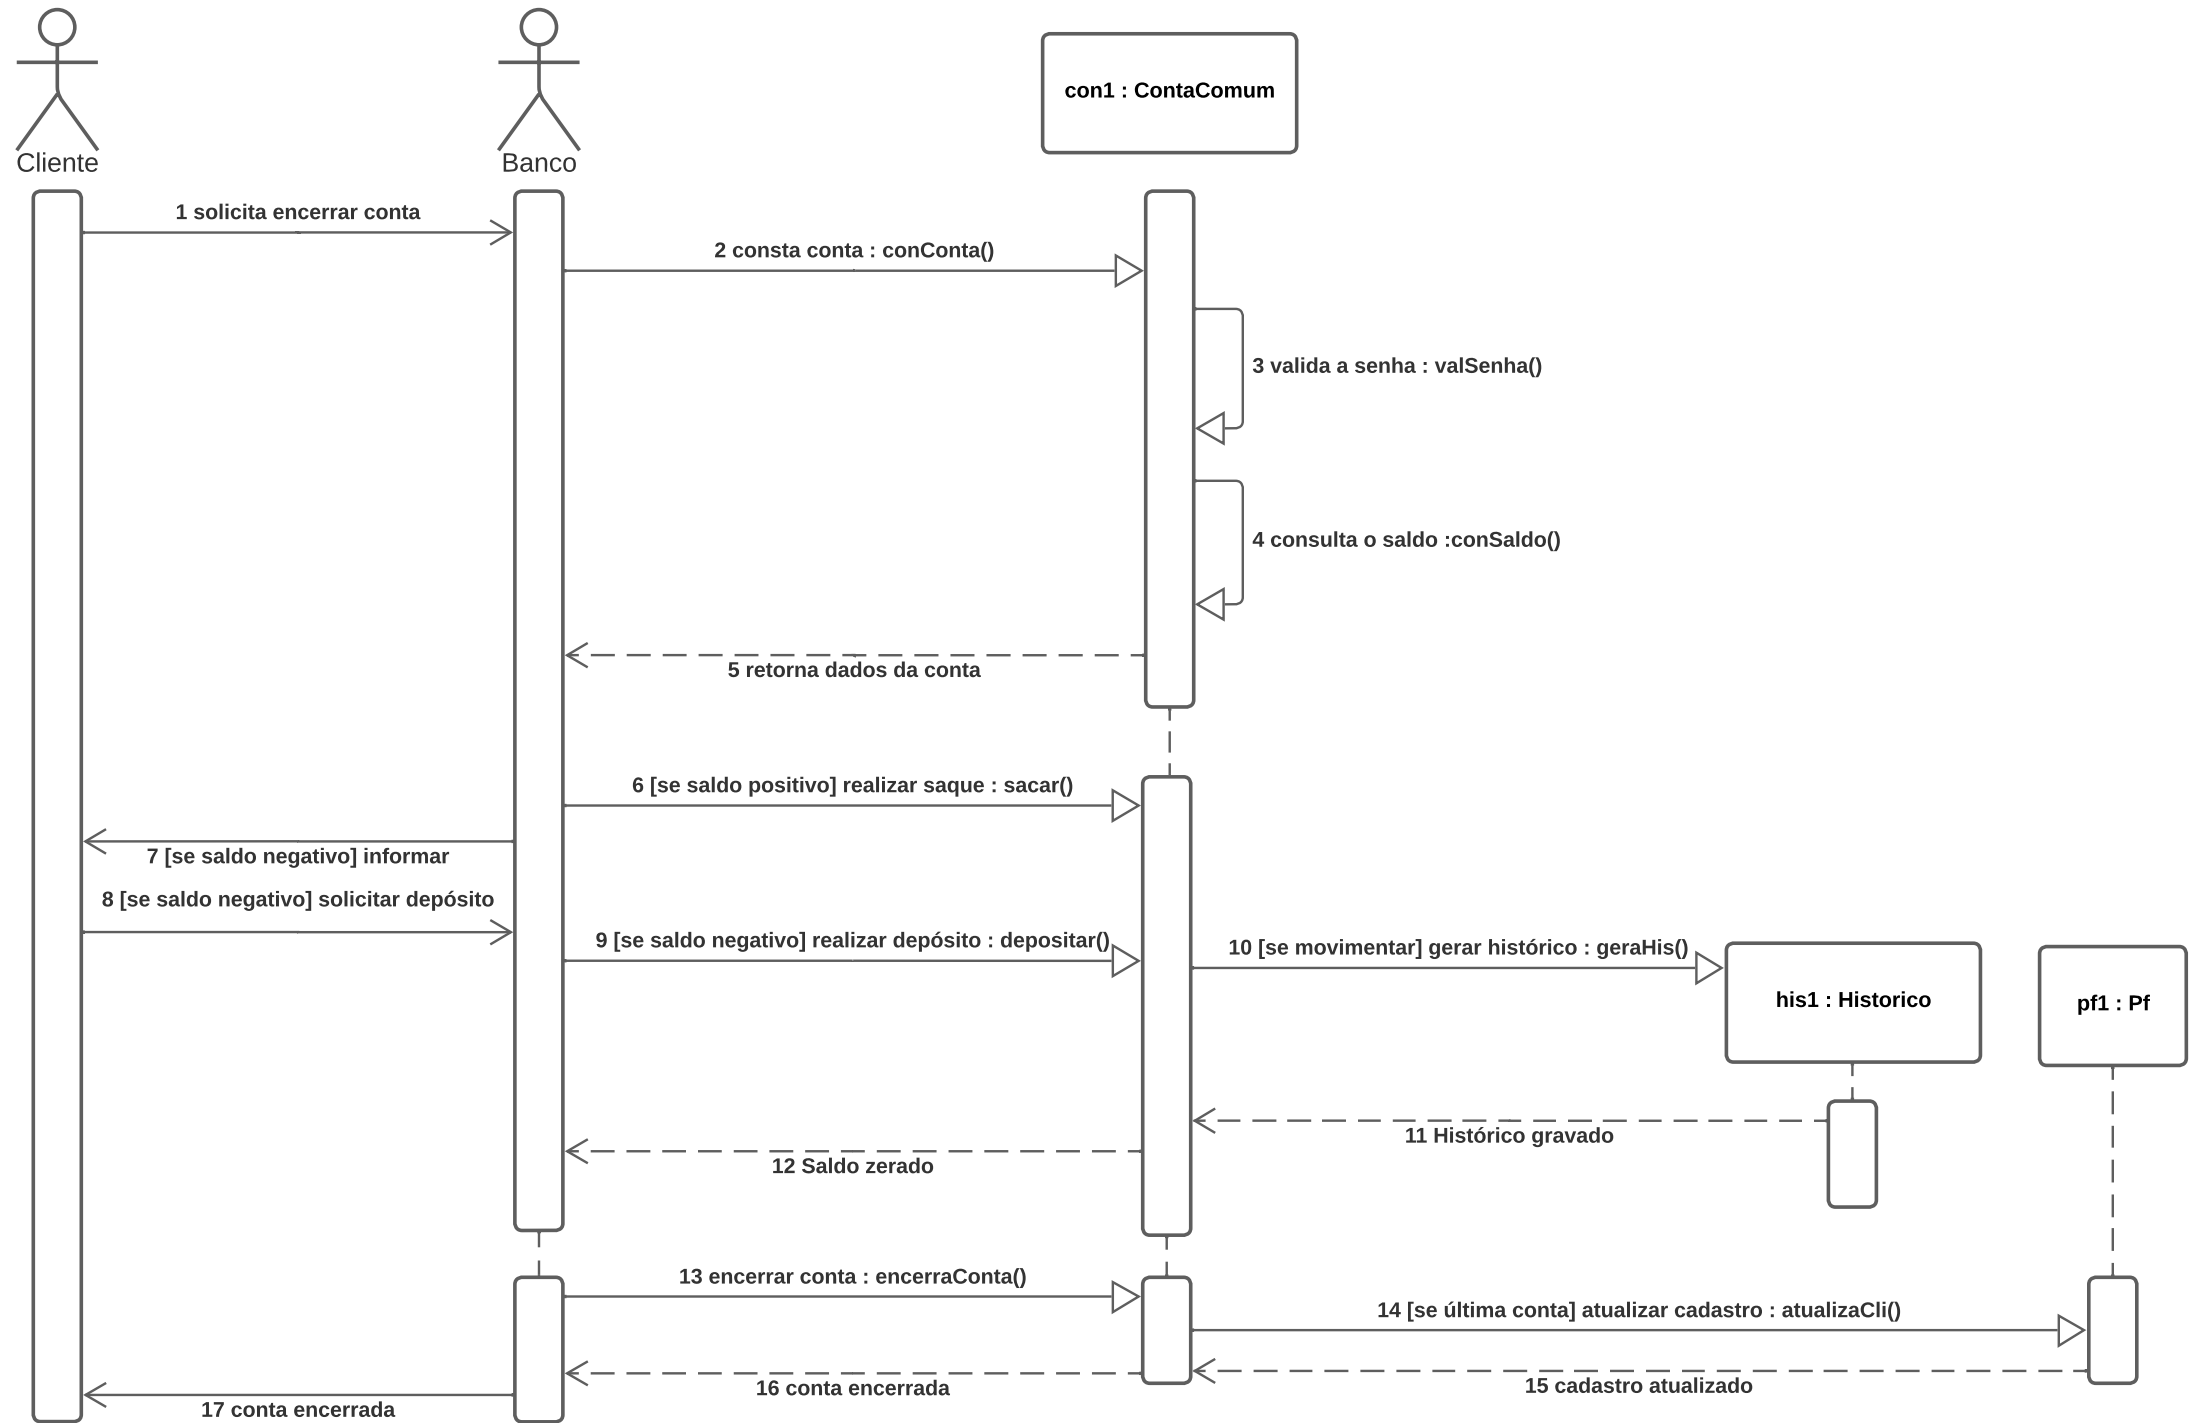 Cliente
Banco
con1 : ContaComum
1 solicita encerrar conta
2 consta conta : conConta()
3 valida a senha : valSenha()
4 consulta o saldo :conSaldo()
5 retorna dados da conta
6 [se saldo positivo] realizar saque : sacar()
7 [se saldo negativo] informar
8 [se saldo negativo] solicitar depósito
9 [se saldo negativo] realizar depósito : depositar()
10 [se movimentar] gerar histórico : geraHis()
his1 : Historico
pf1 : Pf
11 Histórico gravado
12 Saldo zerado
13 encerrar conta : encerraConta()
14 [se última conta] atualizar cadastro : atualizaCli()
15 cadastro atualizado
16 conta encerrada
17 conta encerrada